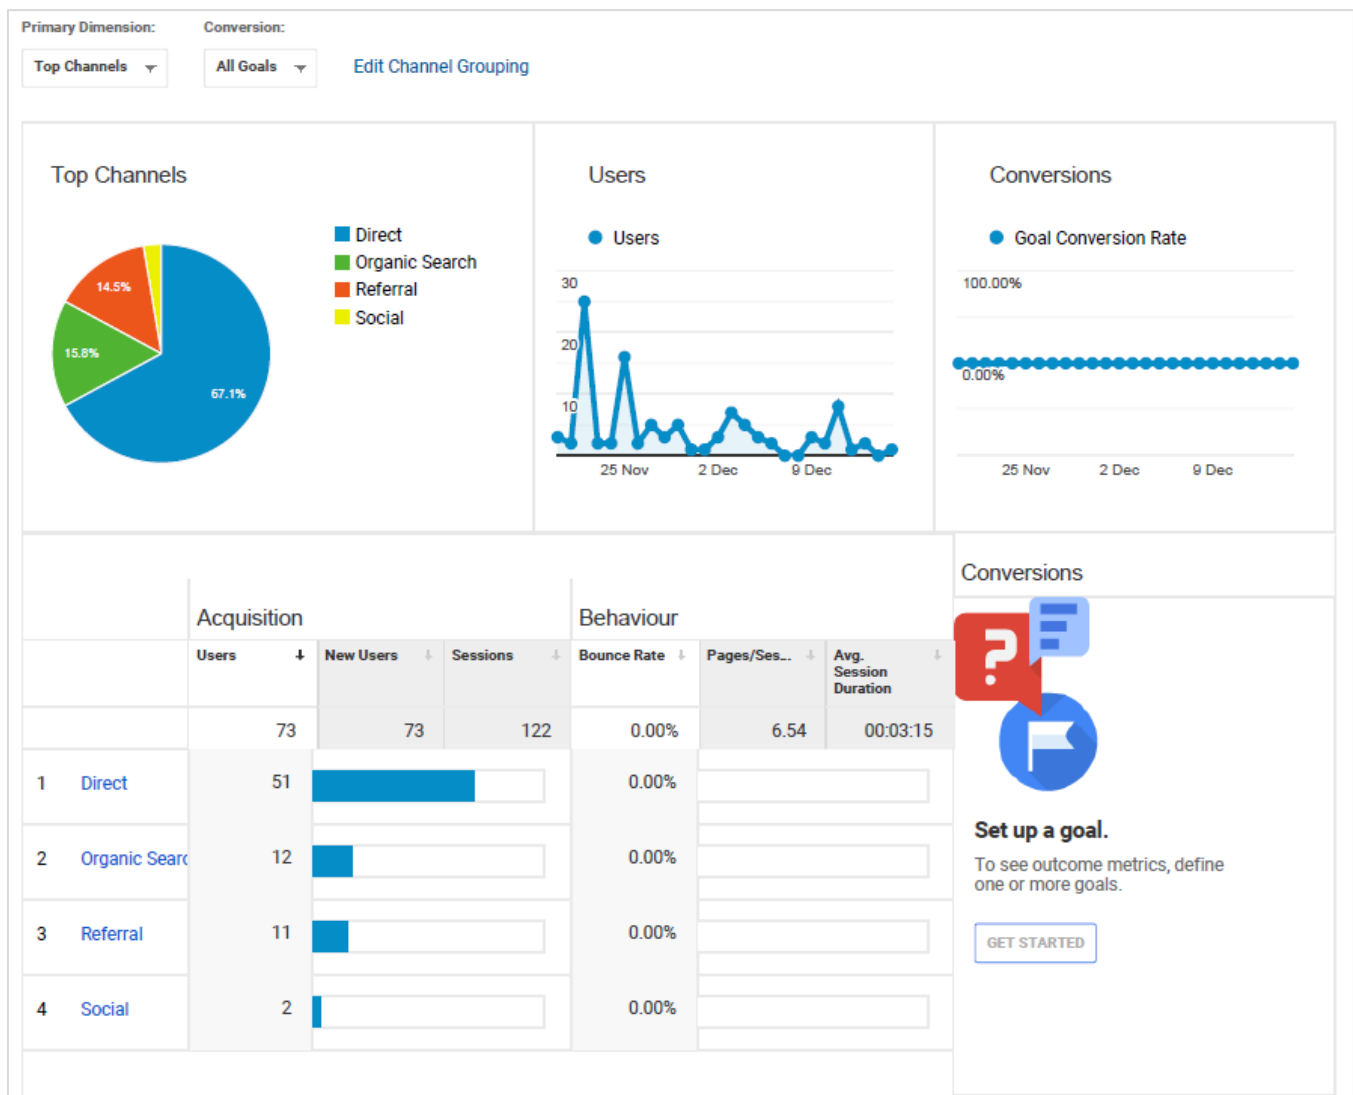 Primary Dimension: Conversion:
Top Channels All Goals Edit Channel Grouping
Top Channels
Direct
Organic Search
Referral
Social
14.5%
15.8%
67.1%
Users
Users
30
20
10
25 Nov 2 Dec 9 Dec
Conversions
Goal Conversion Rate
100.00%
0.00%
25 Nov 2 Dec 9 Dec
Acquisition Behaviour
Users New Users Sessions Bounce Rate Pages/Ses... Avg.
Session
Duration
73 73 122 0.00% 6.54 00:03:15
1 Direct 51 0.00%
2 Organic Searc 12 0.00%
3 Referral 11 0.00%
4 Social 2 0.00%
Conversions
?
Set up a goal.
To see outcome metrics, define
one or more goals.
GET STARTED